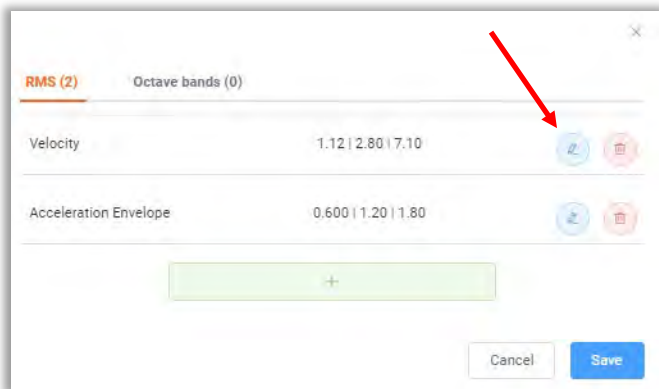 RMS (2) Octave bands (0)
Velocity 1.12 | 2.80 | 7.10
Acceleration Envelope 0.600 | 1.20 | 1.80
+
Cancel Save